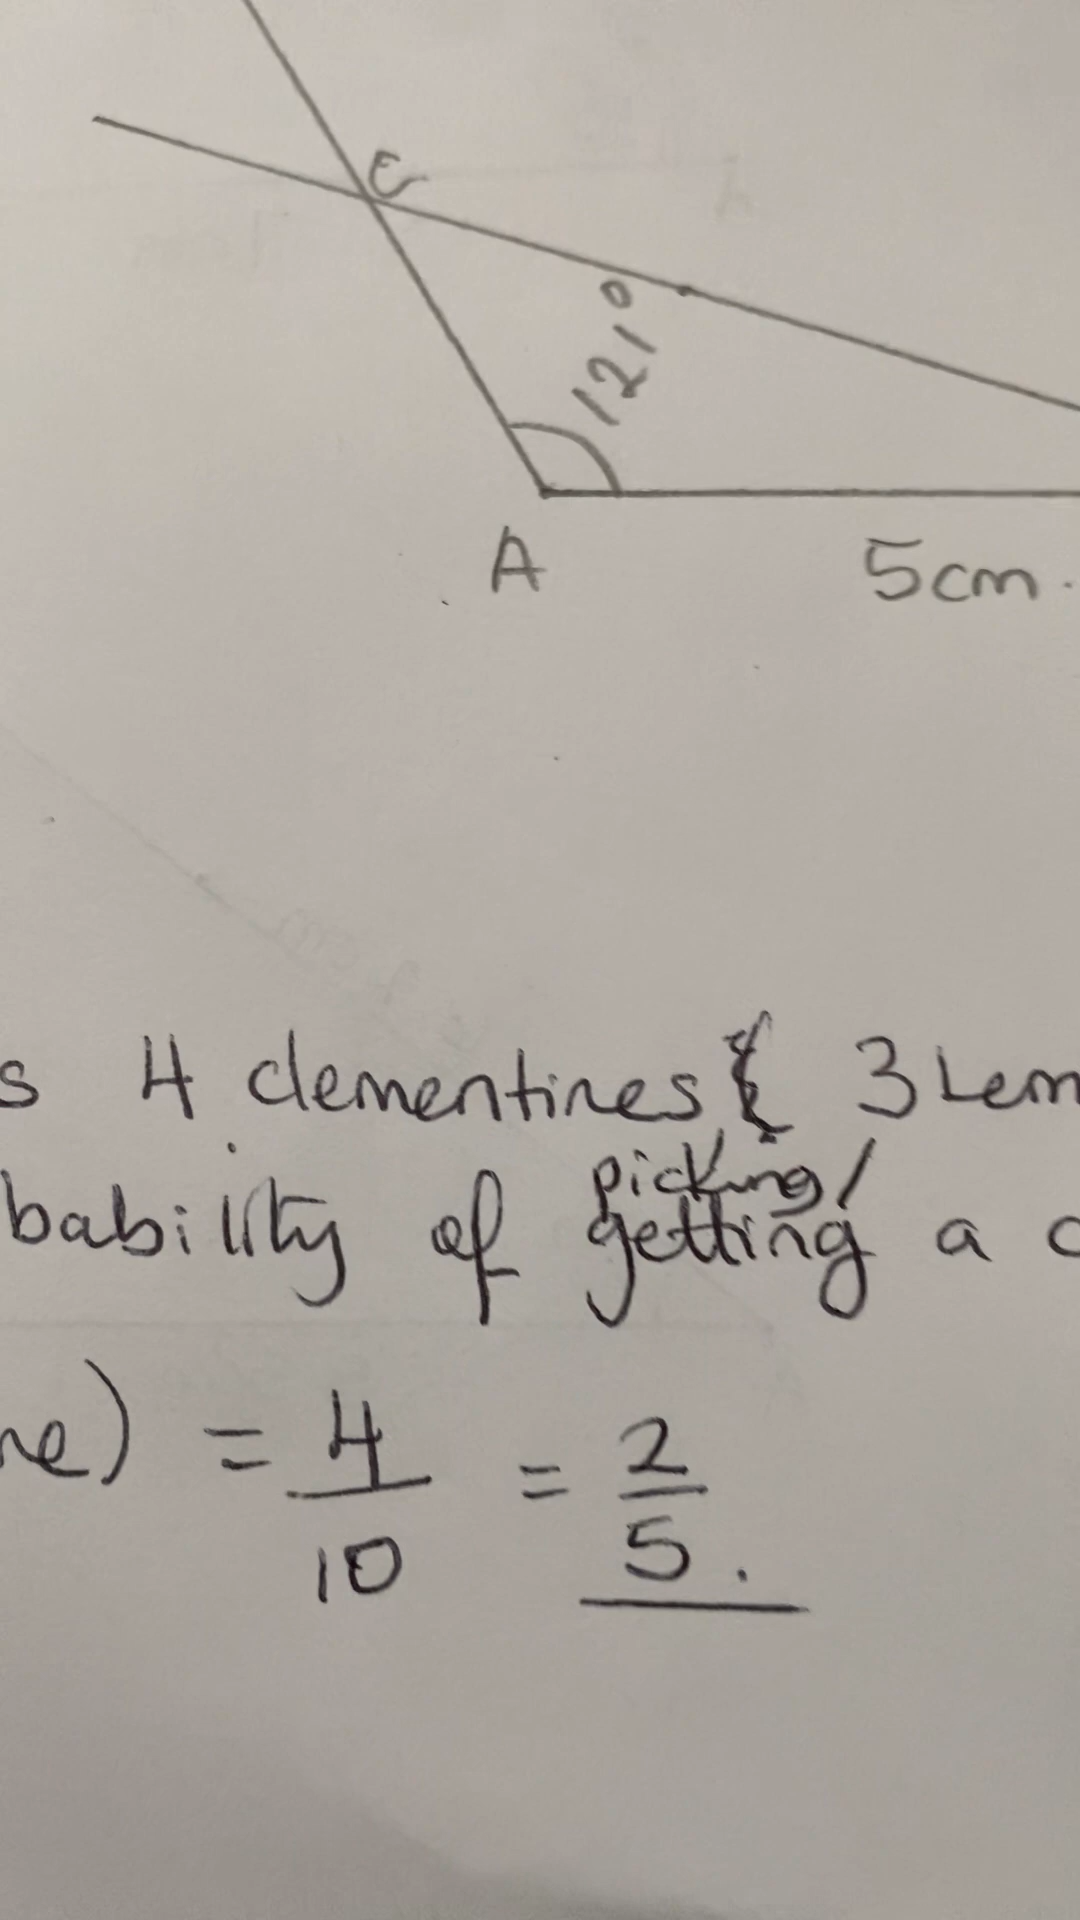 C
121°
A
5cm.
s 4 clementines & 3 Lem
bability of picking/
getting a c
ne) = 4/10 = 2/5.